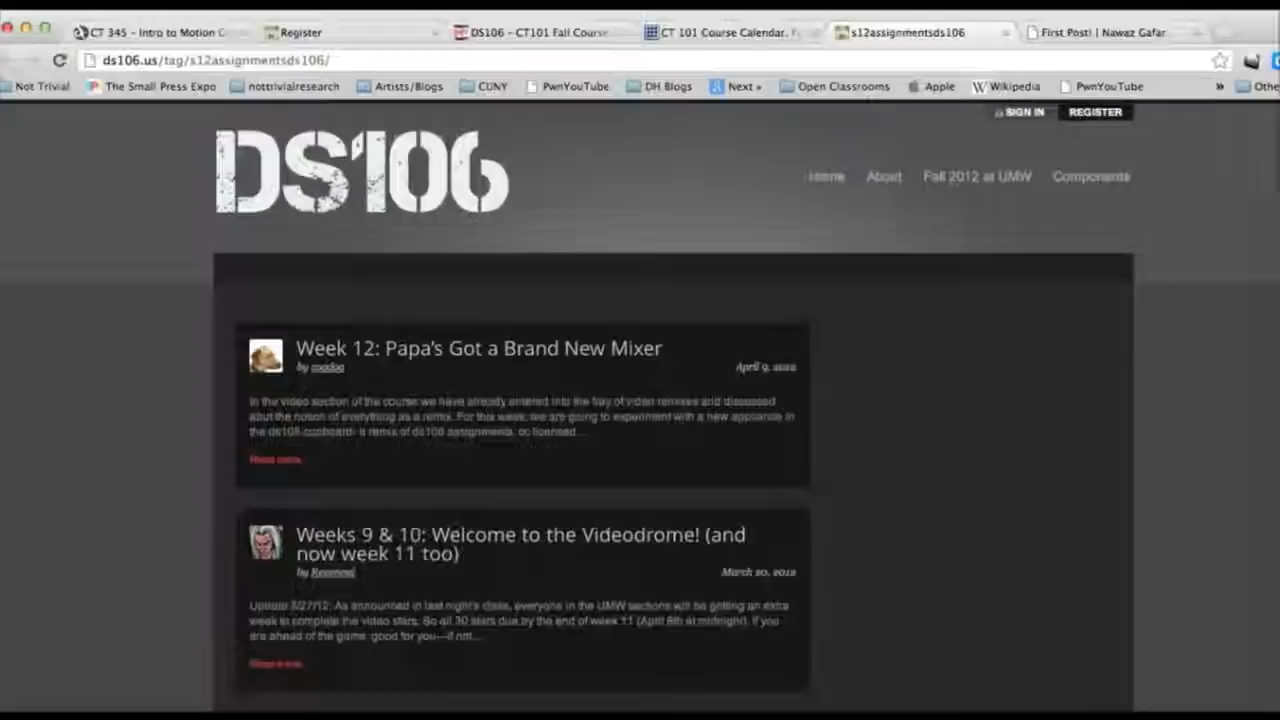 CT 345 - Intro to Motion C
Register
DS106 - CT101 Fall Course
CT 101 Course Calendar, F
s12assignmentsds106
First Post! | Nawaz Gafar
ds106.us/tag/s12assignmentsds106/
Not Trivial
The Small Press Expo
nottrivialresearch
Artists/Blogs
CUNY
PwnYouTube
DH Blogs
Next »
Open Classrooms
Apple
Wikipedia
PwnYouTube
»
Othe
SIGN IN
REGISTER
DS106
Home
About
Fall 2012 at UMW
Components
Week 12: Papa's Got a Brand New Mixer
by cogdog
April 9, 2012
In the video section of the course we have already entered into the fray of video remixes and discussed
abut the notion of everything as a remix. For this week, we are going to experiment with a new appliance in
the ds106 cupboard- a remix of ds106 assignments, co licensed...
Read more
Weeks 9 & 10: Welcome to the Videodrome! (and
now week 11 too)
by Reverend
March 20, 2012
Update 3/27/12: As announced in last night's class, everyone in the UMW sections will be getting an extra
week to complete the video stars. So all 30 stars due by the end of week 11 (April 8th at midnight). If you
are ahead of the game, good for you—if not...
Read more